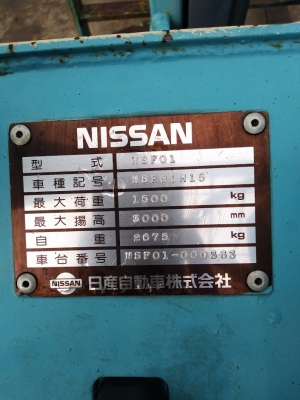 NISSAN
型式 NSF01
車種記号
最大荷重 1500 kg
最大揚高 3000 mm
自重 2675 kg
車台番号 NSF01-000383
NISSAN 日産自動車株式会社